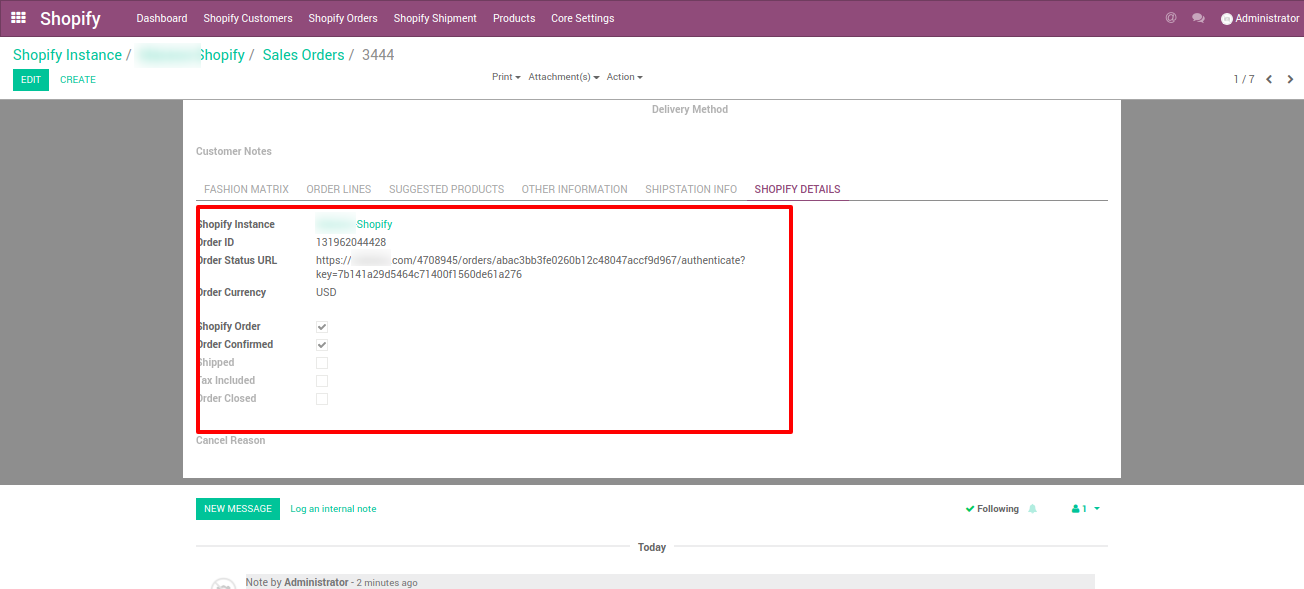 Shopify Dashboard Shopify Customers Shopify Orders Shopify Shipment Products Core Settings @ Administrator
Shopify Instance / Shopify / Sales Orders / 3444
EDIT CREATE Print Attachment(s) Action 1 / 7
Delivery Method
Customer Notes
FASHION MATRIX ORDER LINES SUGGESTED PRODUCTS OTHER INFORMATION SHIPSTATION INFO SHOPIFY DETAILS
Shopify Instance Shopify
Order ID 131962044428
Order Status URL https:// .com/4708945/orders/abac3bb3fe0260b12c48047accf9d967/authenticate?
key=7b141a29d5464c71400f1560de61a276
Order Currency USD
Shopify Order
Order Confirmed
Shipped
Tax Included
Order Closed
Cancel Reason
NEW MESSAGE Log an internal note Following 1
Today
Note by Administrator - 2 minutes ago